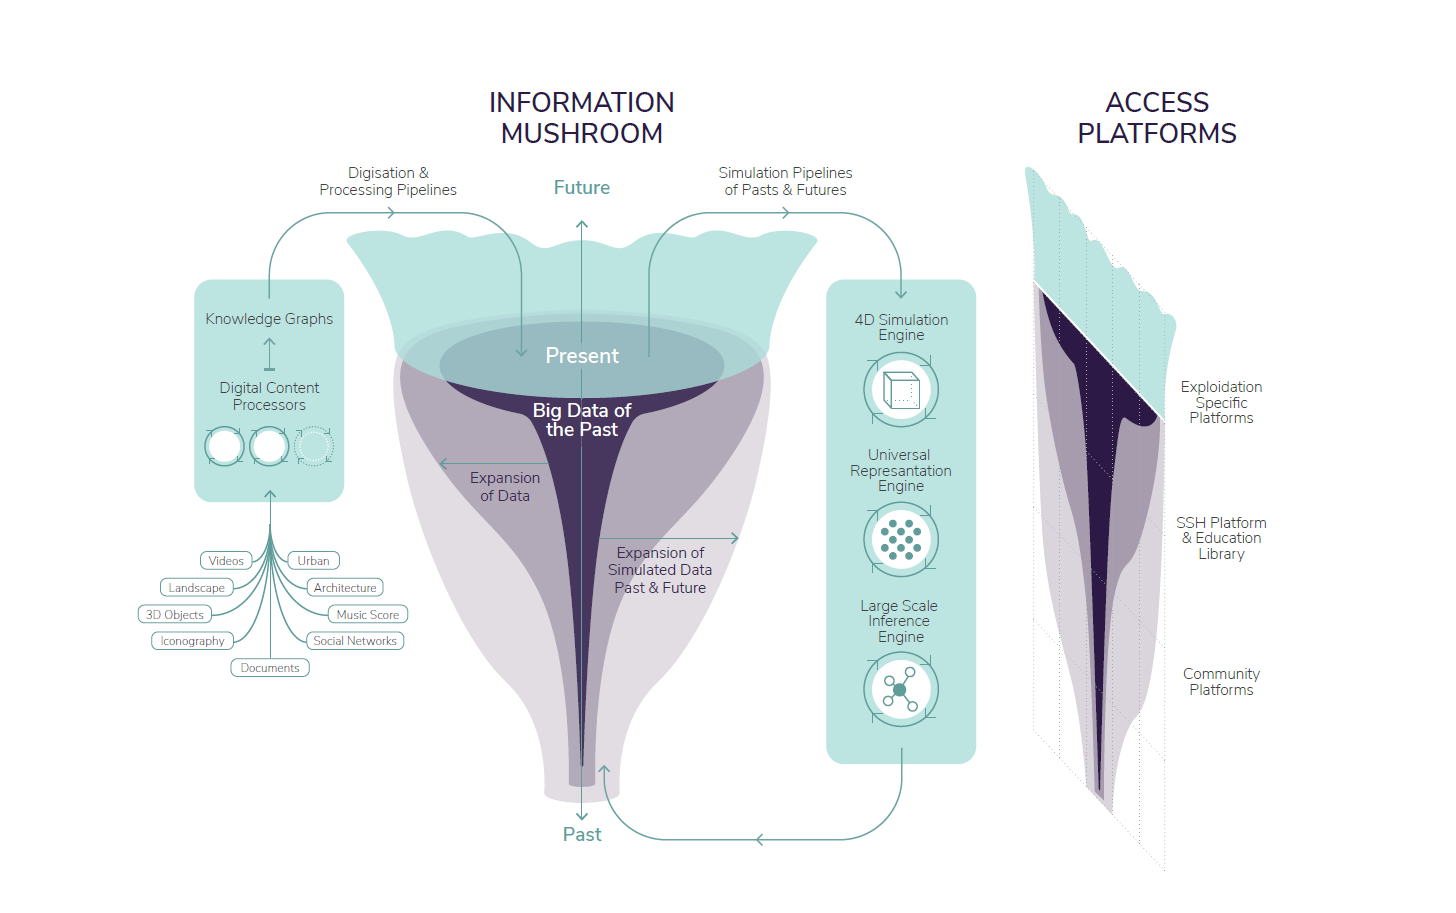 INFORMATION
MUSHROOM
ACCESS
PLATFORMS
Digisation &
Processing Pipelines
Future
Simulation Pipelines
of Pasts & Futures
Knowledge Graphs
Digital Content
Processors
Videos
Urban
Landscape
Architecture
3D Objects
Music Score
Iconography
Social Networks
Documents
Present
Big Data of
the Past
Expansion
of Data
Expansion of
Simulated Data
Past & Future
Past
4D Simulation
Engine
Universal
Represantation
Engine
Large Scale
Inference
Engine
Exploidation
Specific
Platforms
SSH Platform
& Education
Library
Community
Platforms